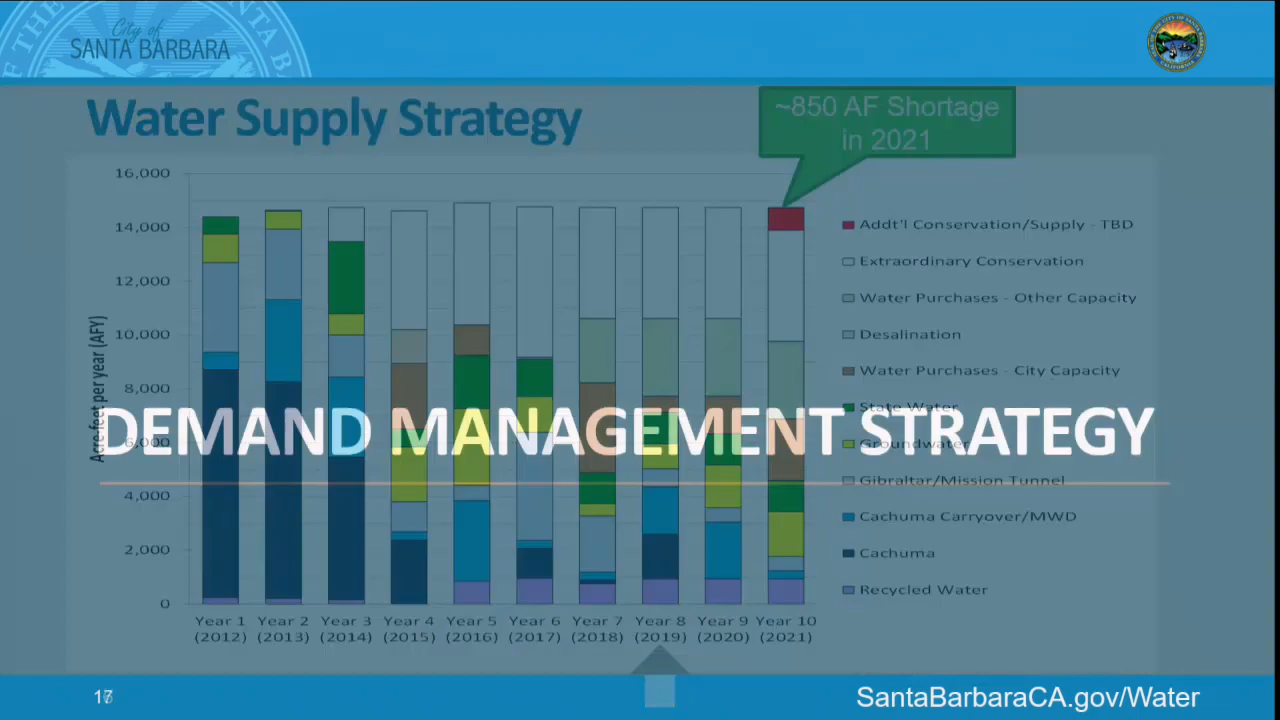 City of
SANTA BARBARA
Water Supply Strategy
~850 AF Shortage
in 2021
Acre-feet per year (AFY)
16,000
14,000
12,000
10,000
8,000
6,000
4,000
2,000
0
Year 1
(2012)
Year 2
(2013)
Year 3
(2014)
Year 4
(2015)
Year 5
(2016)
Year 6
(2017)
Year 7
(2018)
Year 8
(2019)
Year 9
(2020)
Year 10
(2021)
Addt'l Conservation/Supply - TBD
Extraordinary Conservation
Water Purchases - Other Capacity
Desalination
Water Purchases - City Capacity
State Water
Groundwater
Gibraltar/Mission Tunnel
Cachuma Carryover/MWD
Cachuma
Recycled Water
DEMAND MANAGEMENT STRATEGY
SantaBarbaraCA.gov/Water